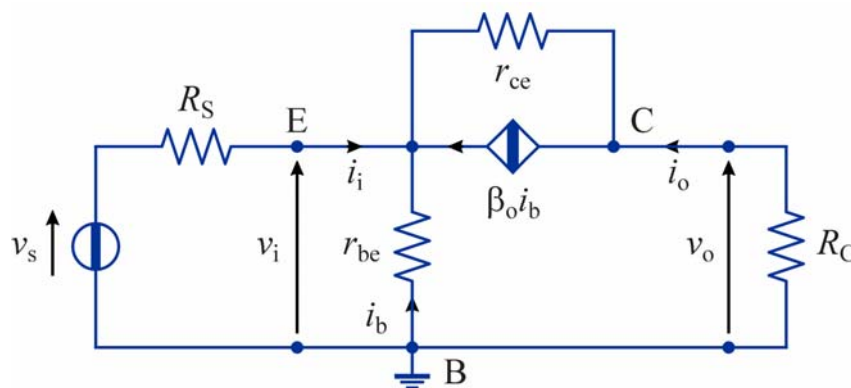 r_ce
R_S
E
C
i_i
β_o i_b
i_o
v_s
v_i
r_be
v_o
R_C
i_b
B